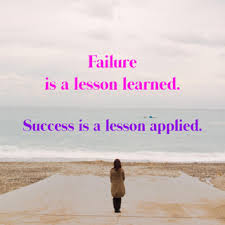 Failure
is a lesson learned.
Success is a lesson applied.